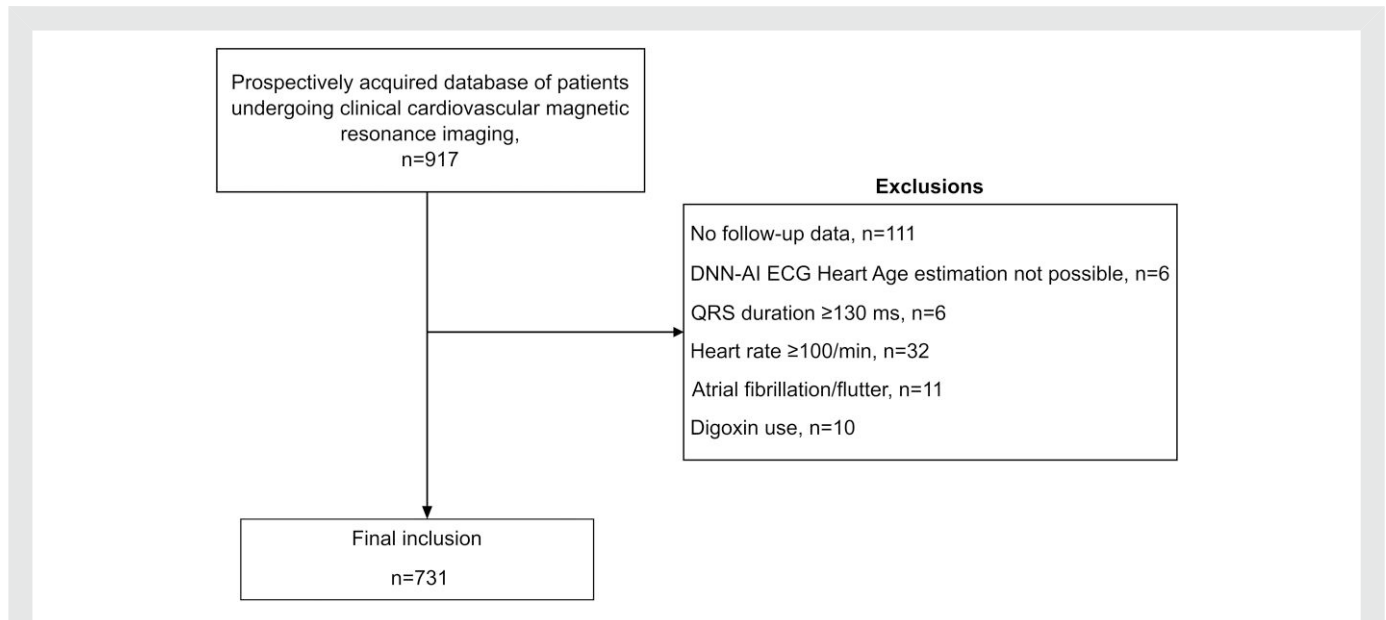 Prospectively acquired database of patients
undergoing clinical cardiovascular magnetic
resonance imaging,
n=917
Exclusions
No follow-up data, n=111
DNN-AI ECG Heart Age estimation not possible, n=6
QRS duration ≥130 ms, n=6
Heart rate ≥100/min, n=32
Atrial fibrillation/flutter, n=11
Digoxin use, n=10
Final inclusion
n=731